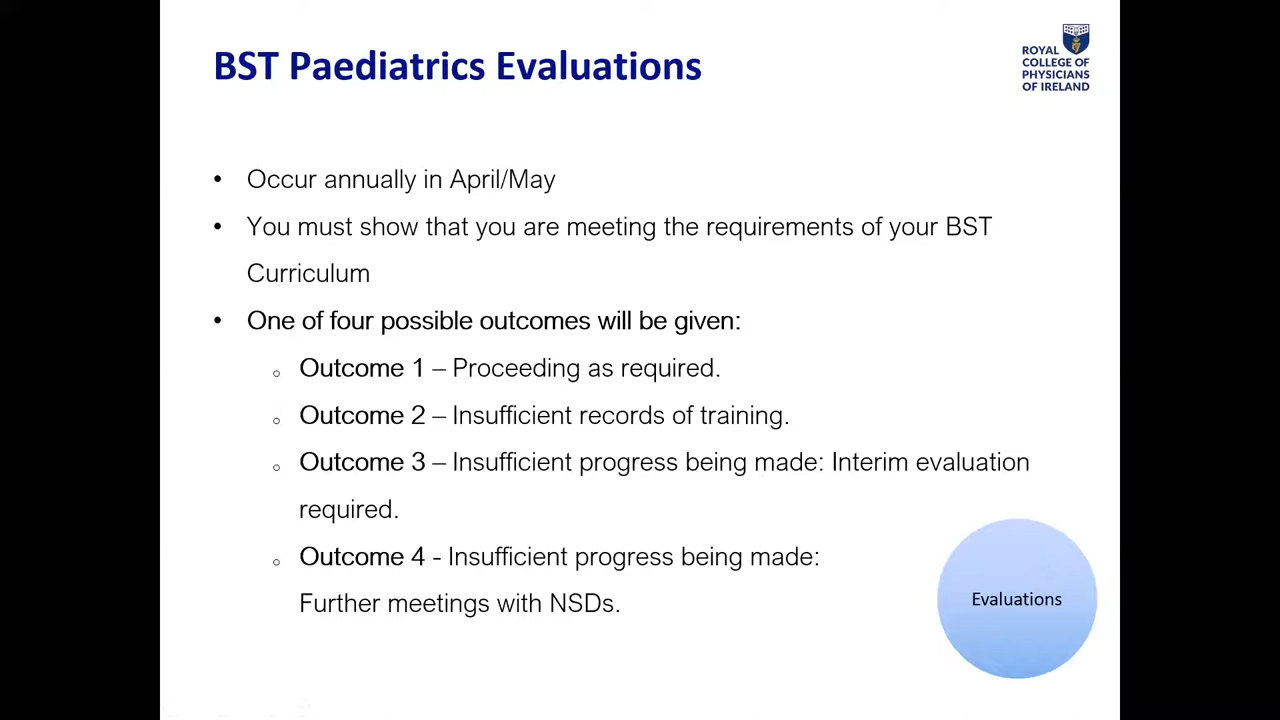 BST Paediatrics Evaluations
ROYAL
COLLEGE OF
PHYSICIANS
OF IRELAND
• Occur annually in April/May
• You must show that you are meeting the requirements of your BST
Curriculum
• One of four possible outcomes will be given:
○ Outcome 1 – Proceeding as required.
○ Outcome 2 – Insufficient records of training.
○ Outcome 3 – Insufficient progress being made: Interim evaluation
required.
○ Outcome 4 - Insufficient progress being made:
Further meetings with NSDs.
Evaluations